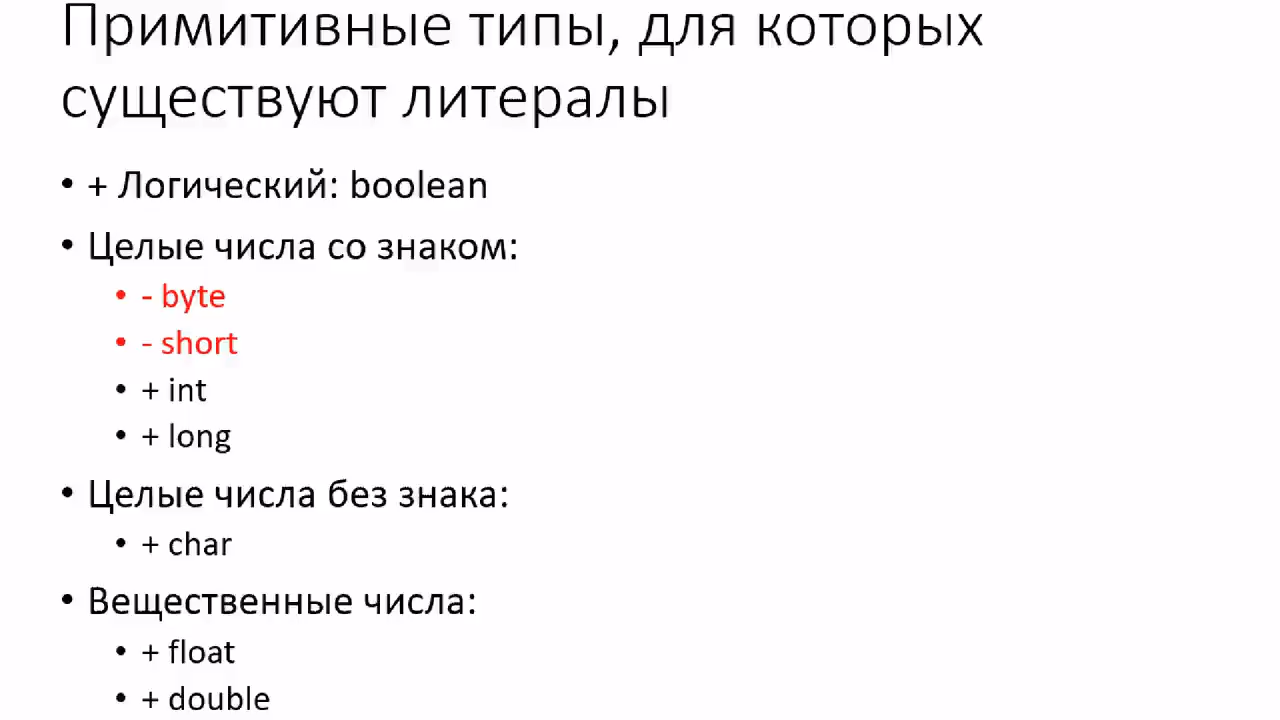 Примитивные типы, для которых
существуют литералы
• + Логический: boolean
• Целые числа со знаком:
• - byte
• - short
• + int
• + long
• Целые числа без знака:
• + char
• Вещественные числа:
• + float
• + double